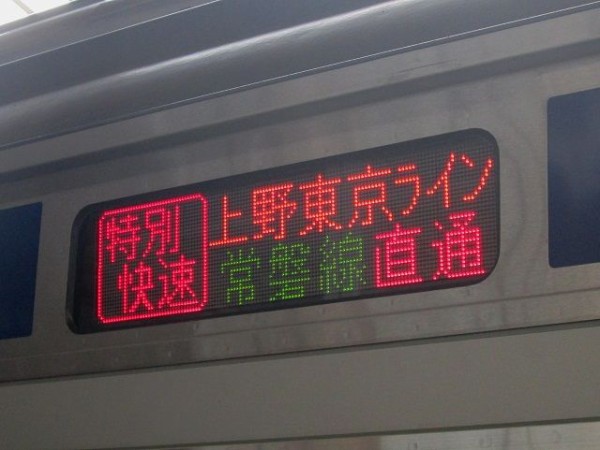 特別快速
上野東京ライン
常磐線直通